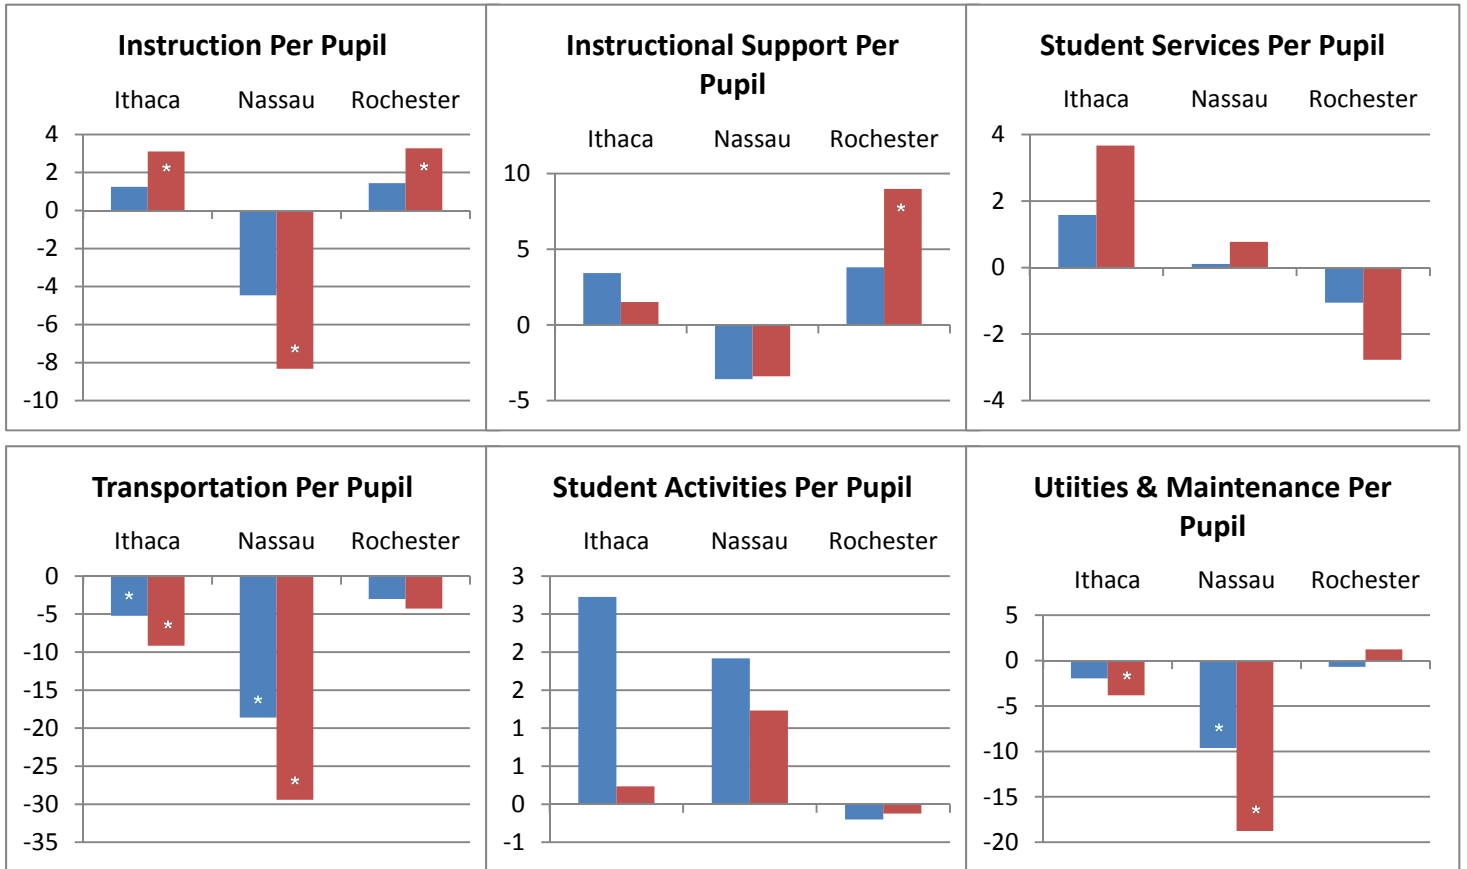 Instruction Per Pupil
Ithaca Nassau Rochester
4
2
0
-2
-4
-6
-8
-10
* * *
Instructional Support Per
Pupil
Ithaca Nassau Rochester
10
5
0
-5
*
Student Services Per Pupil
Ithaca Nassau Rochester
4
2
0
-2
-4
Transportation Per Pupil
Ithaca Nassau Rochester
0
-5
-10
-15
-20
-25
-30
-35
* * * *
Student Activities Per Pupil
Ithaca Nassau Rochester
3
3
2
2
1
1
0
-1
Utiities & Maintenance Per
Pupil
Ithaca Nassau Rochester
5
0
-5
-10
-15
-20
* * *